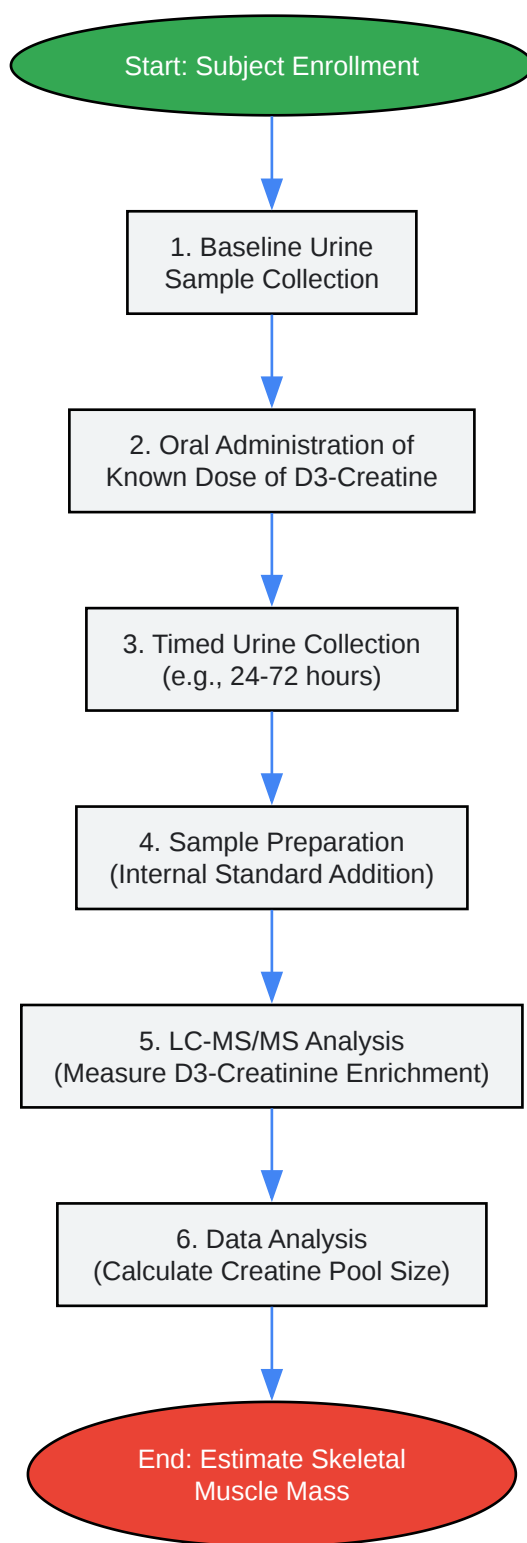 Start: Subject Enrollment
1. Baseline Urine
Sample Collection
2. Oral Administration of
Known Dose of D3-Creatine
3. Timed Urine Collection
(e.g., 24-72 hours)
4. Sample Preparation
(Internal Standard Addition)
5. LC-MS/MS Analysis
(Measure D3-Creatinine Enrichment)
6. Data Analysis
(Calculate Creatine Pool Size)
End: Estimate Skeletal
Muscle Mass